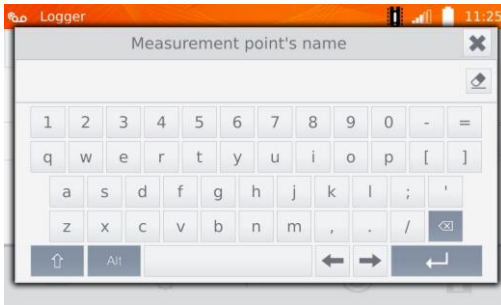 Logger 11:25
Measurement point's name
1 2 3 4 5 6 7 8 9 0 - =
q w e r t y u i o p [ ]
a s d f g h j k l ; '
z x c v b n m , . /
Alt